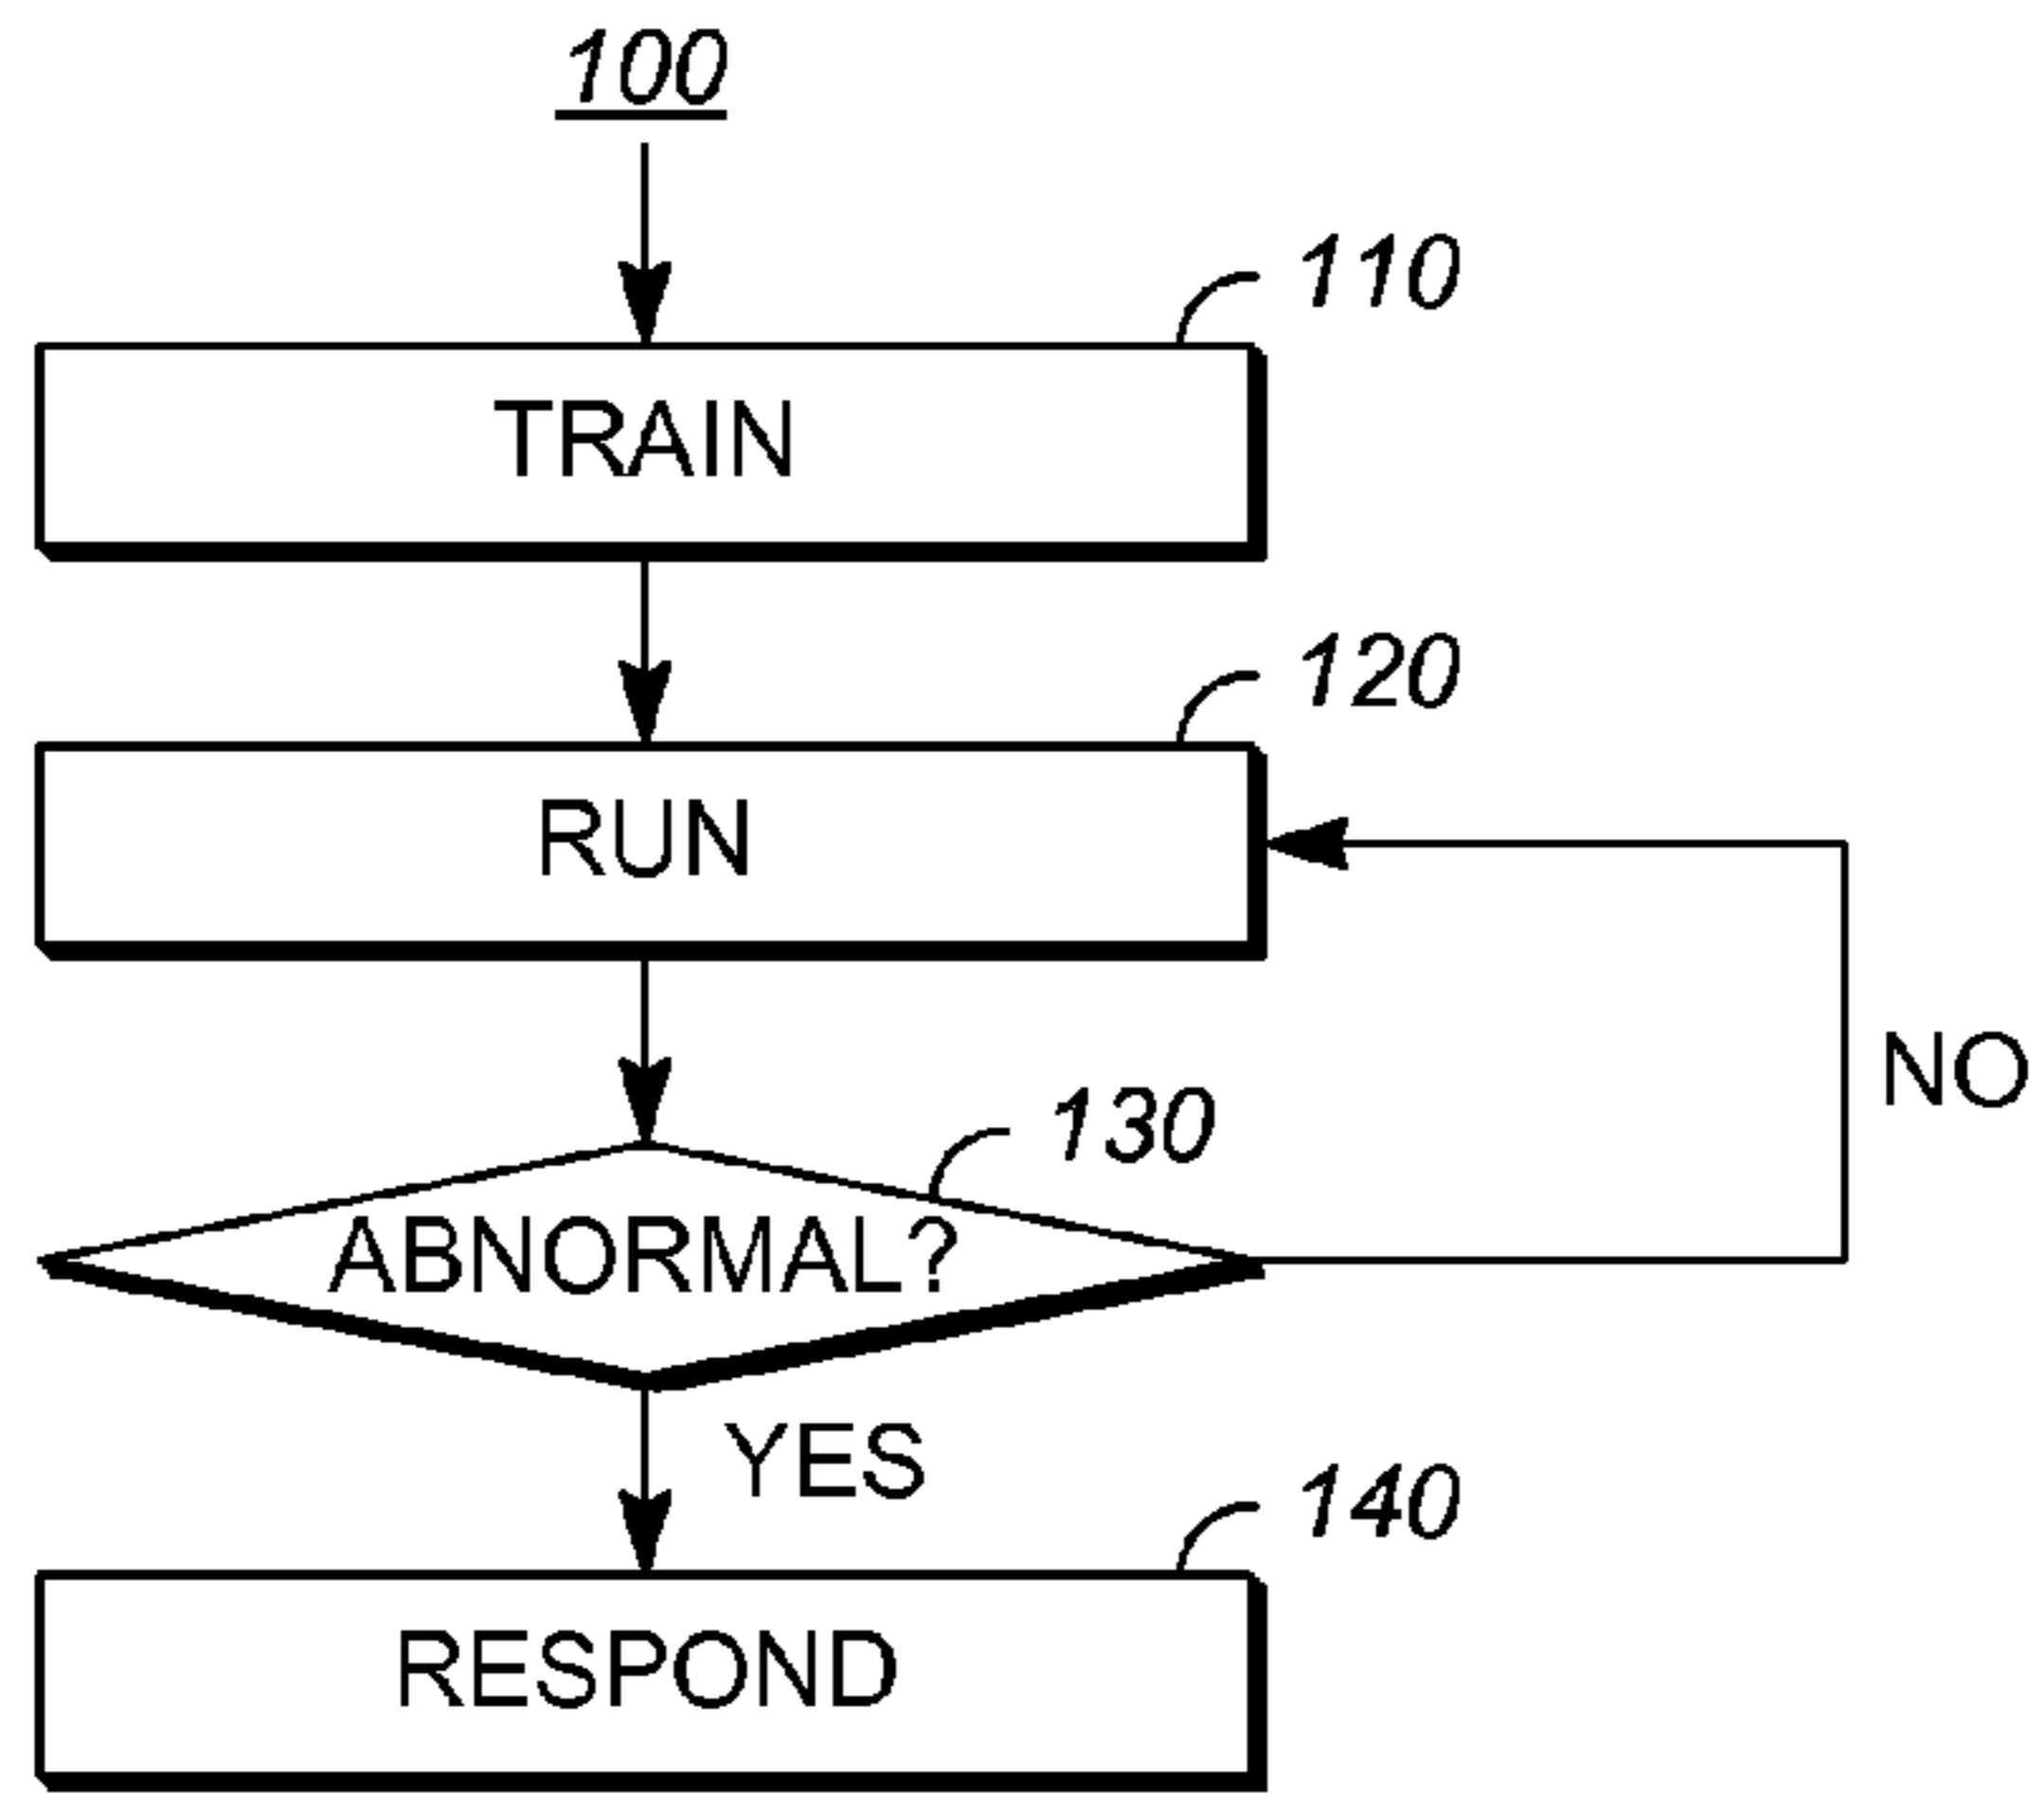 100
110
TRAIN
120
RUN
NO
130
ABNORMAL?
YES
140
RESPOND